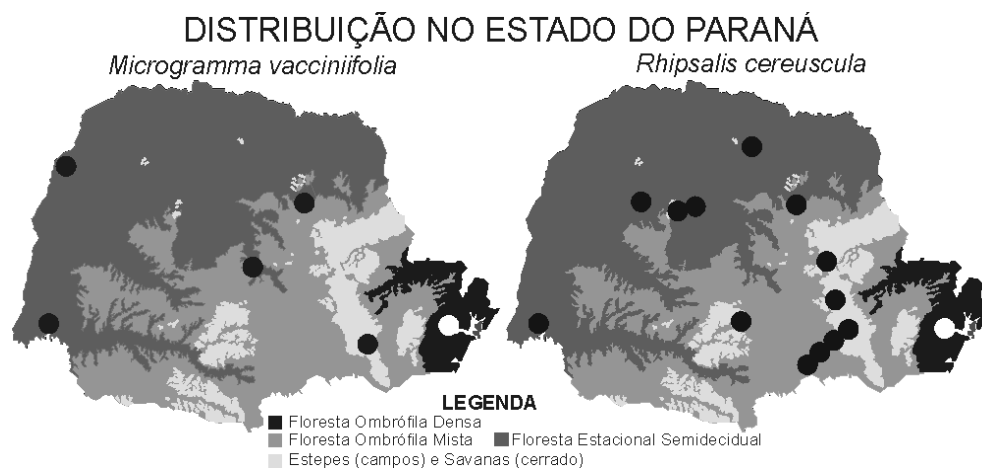 DISTRIBUIÇÃO NO ESTADO DO PARANÁ
Microgramma vacciniifolia
Rhipsalis cereuscula
LEGENDA
Floresta Ombrófila Densa
Floresta Ombrófila Mista
Floresta Estacional Semidecidual
Estepes (campos) e Savanas (cerrado)